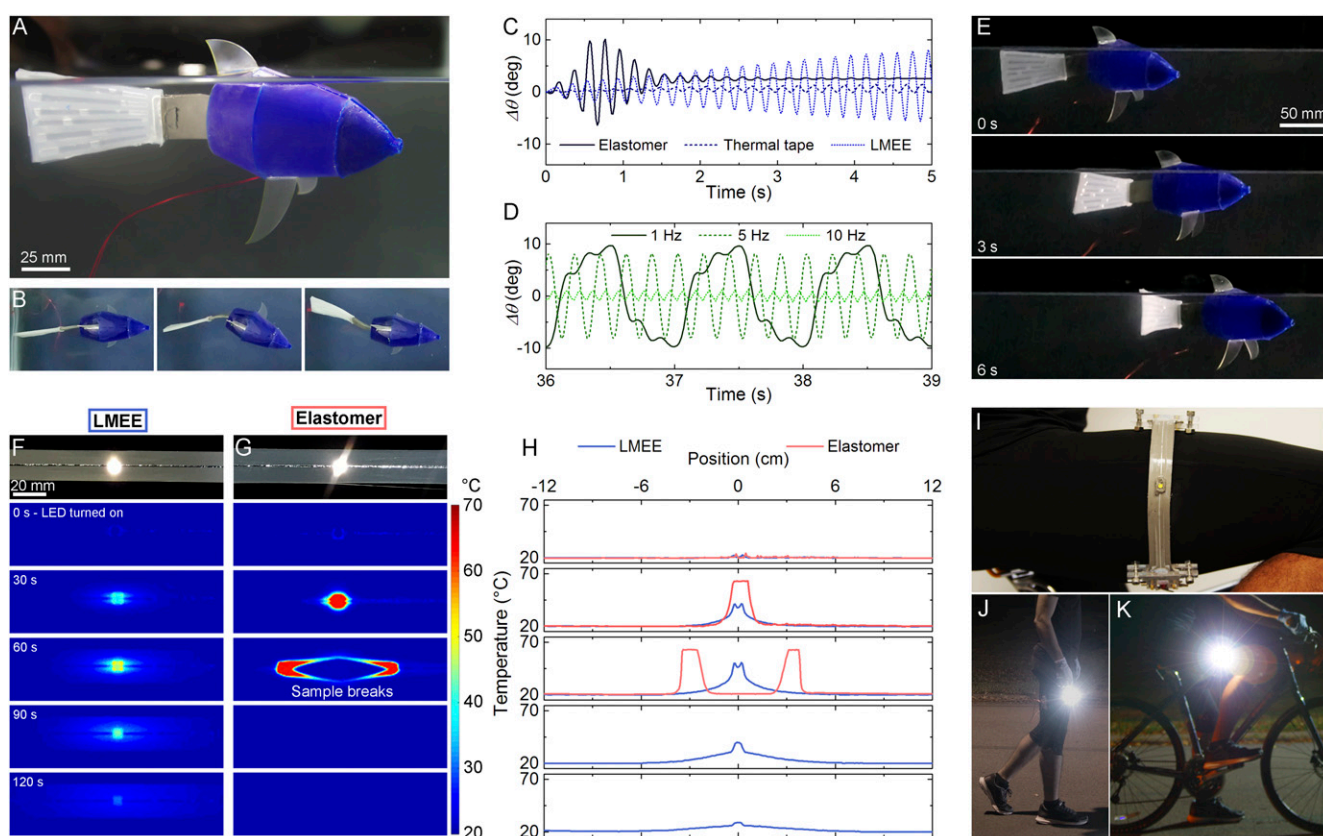 A
25 mm
B
C
10
0
-10
Δθ (deg)
Elastomer
Thermal tape
LMEE
0 1 2 3 4 5
Time (s)
D
1 Hz
5 Hz
10 Hz
10
0
-10
Δθ (deg)
36 37 38 39
Time (s)
E
0 s
50 mm
3 s
6 s
LMEE
Elastomer
F
20 mm
G
0 s - LED turned on
30 s
60 s
Sample breaks
90 s
120 s
°C
70
60
50
40
30
20
H
LMEE
Elastomer
Position (cm)
-12 -6 0 6 12
Temperature (°C)
70
20
70
20
70
20
70
20
70
20
I
J
K